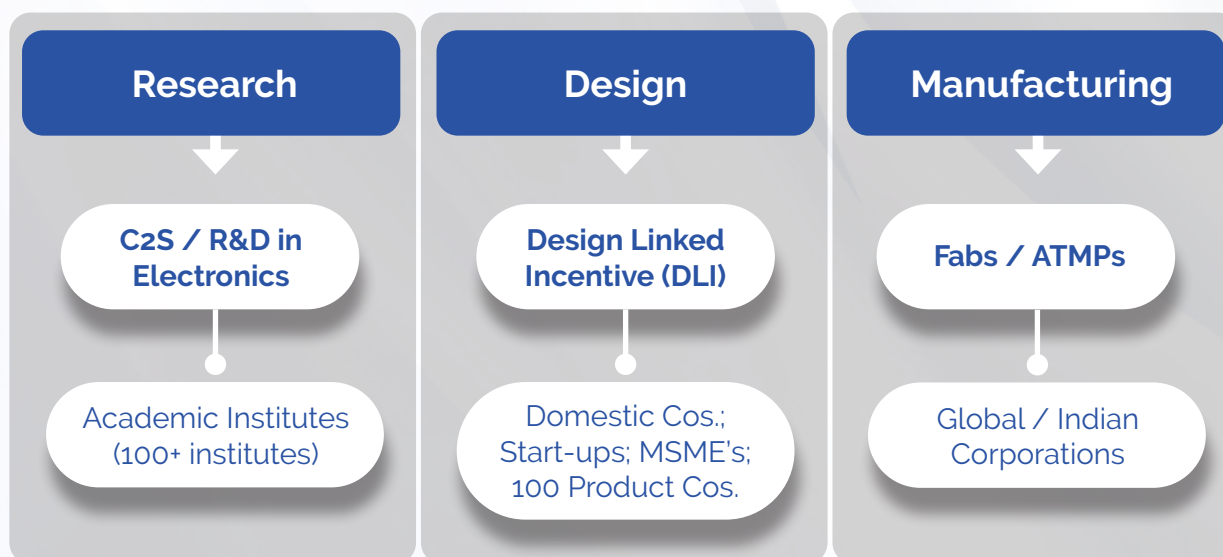 Research
C2S / R&D in
Electronics
Academic Institutes
(100+ institutes)
Design
Design Linked
Incentive (DLI)
Domestic Cos.;
Start-ups; MSME's;
100 Product Cos.
Manufacturing
Fabs / ATMPs
Global / Indian
Corporations